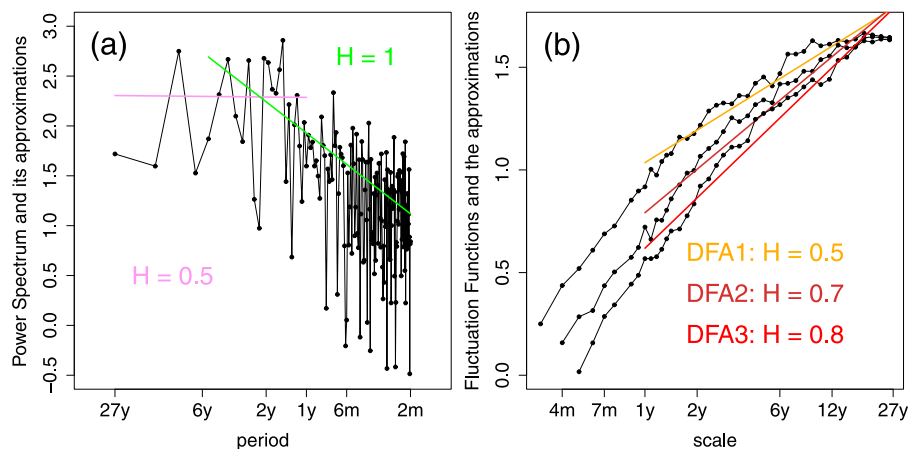 (a)
H = 1
H = 0.5
Power Spectrum and its approximations
3.0
2.5
2.0
1.5
1.0
0.5
0.0
−0.5
27y 6y 2y 1y 6m 2m
period
(b)
DFA1: H = 0.5
DFA2: H = 0.7
DFA3: H = 0.8
Fluctuation Functions and the approximations
1.5
1.0
0.5
0.0
4m 7m 1y 2y 6y 12y 27y
scale